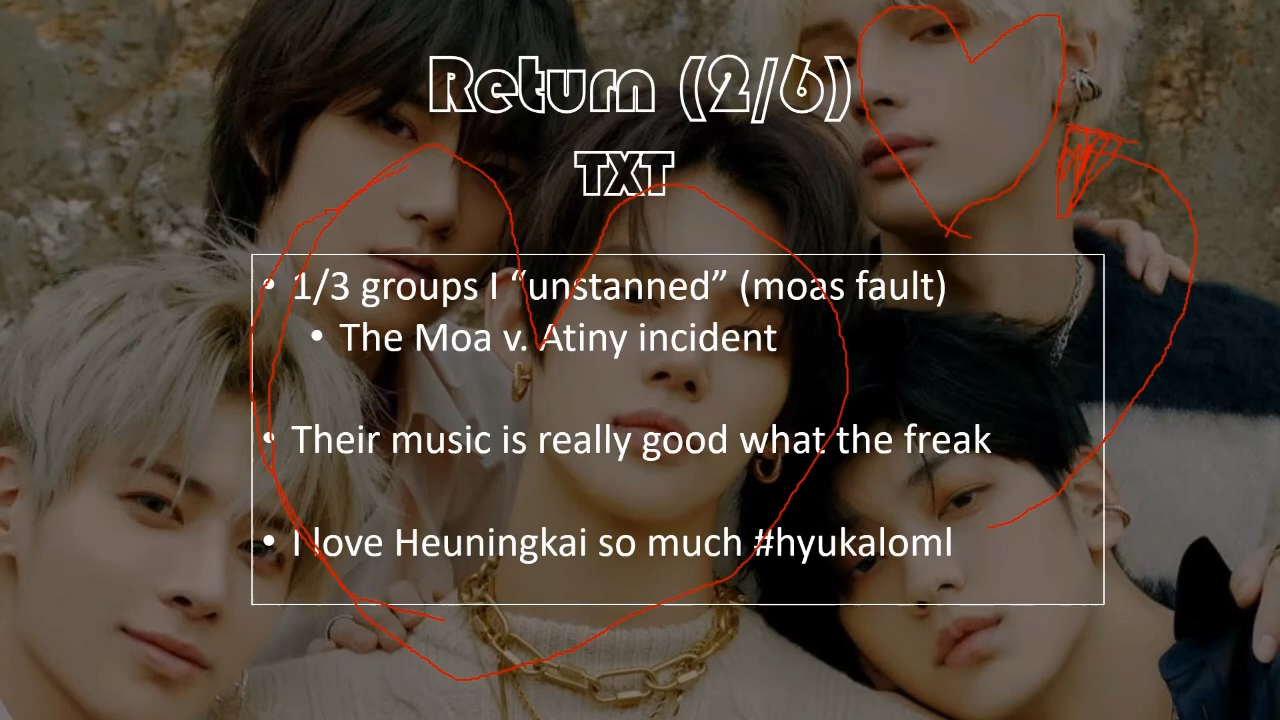 Return (2/6)
TXT
• 1/3 groups I “unstanned” (moas fault)
• The Moa v. Atiny incident
• Their music is really good what the freak
• I love Heuningkai so much #hyukaloml